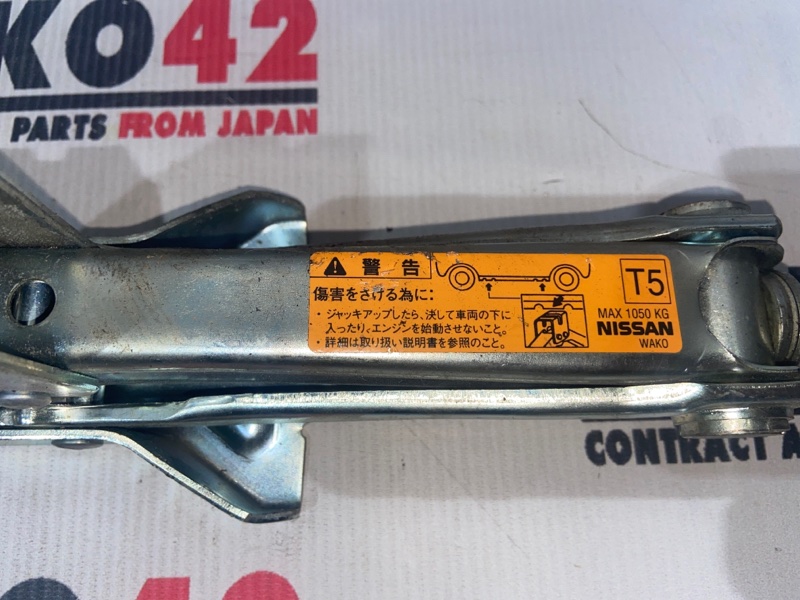 KO42
PARTS FROM JAPAN
警告
傷害をさける為に:
・ジャッキアップしたら、決して車両の下に
入ったり、エンジンを始動させないこと。
・詳細は取り扱い説明書を参照のこと。
T5
MAX 1050 KG
NISSAN
WAKO
CONTRACT A
42